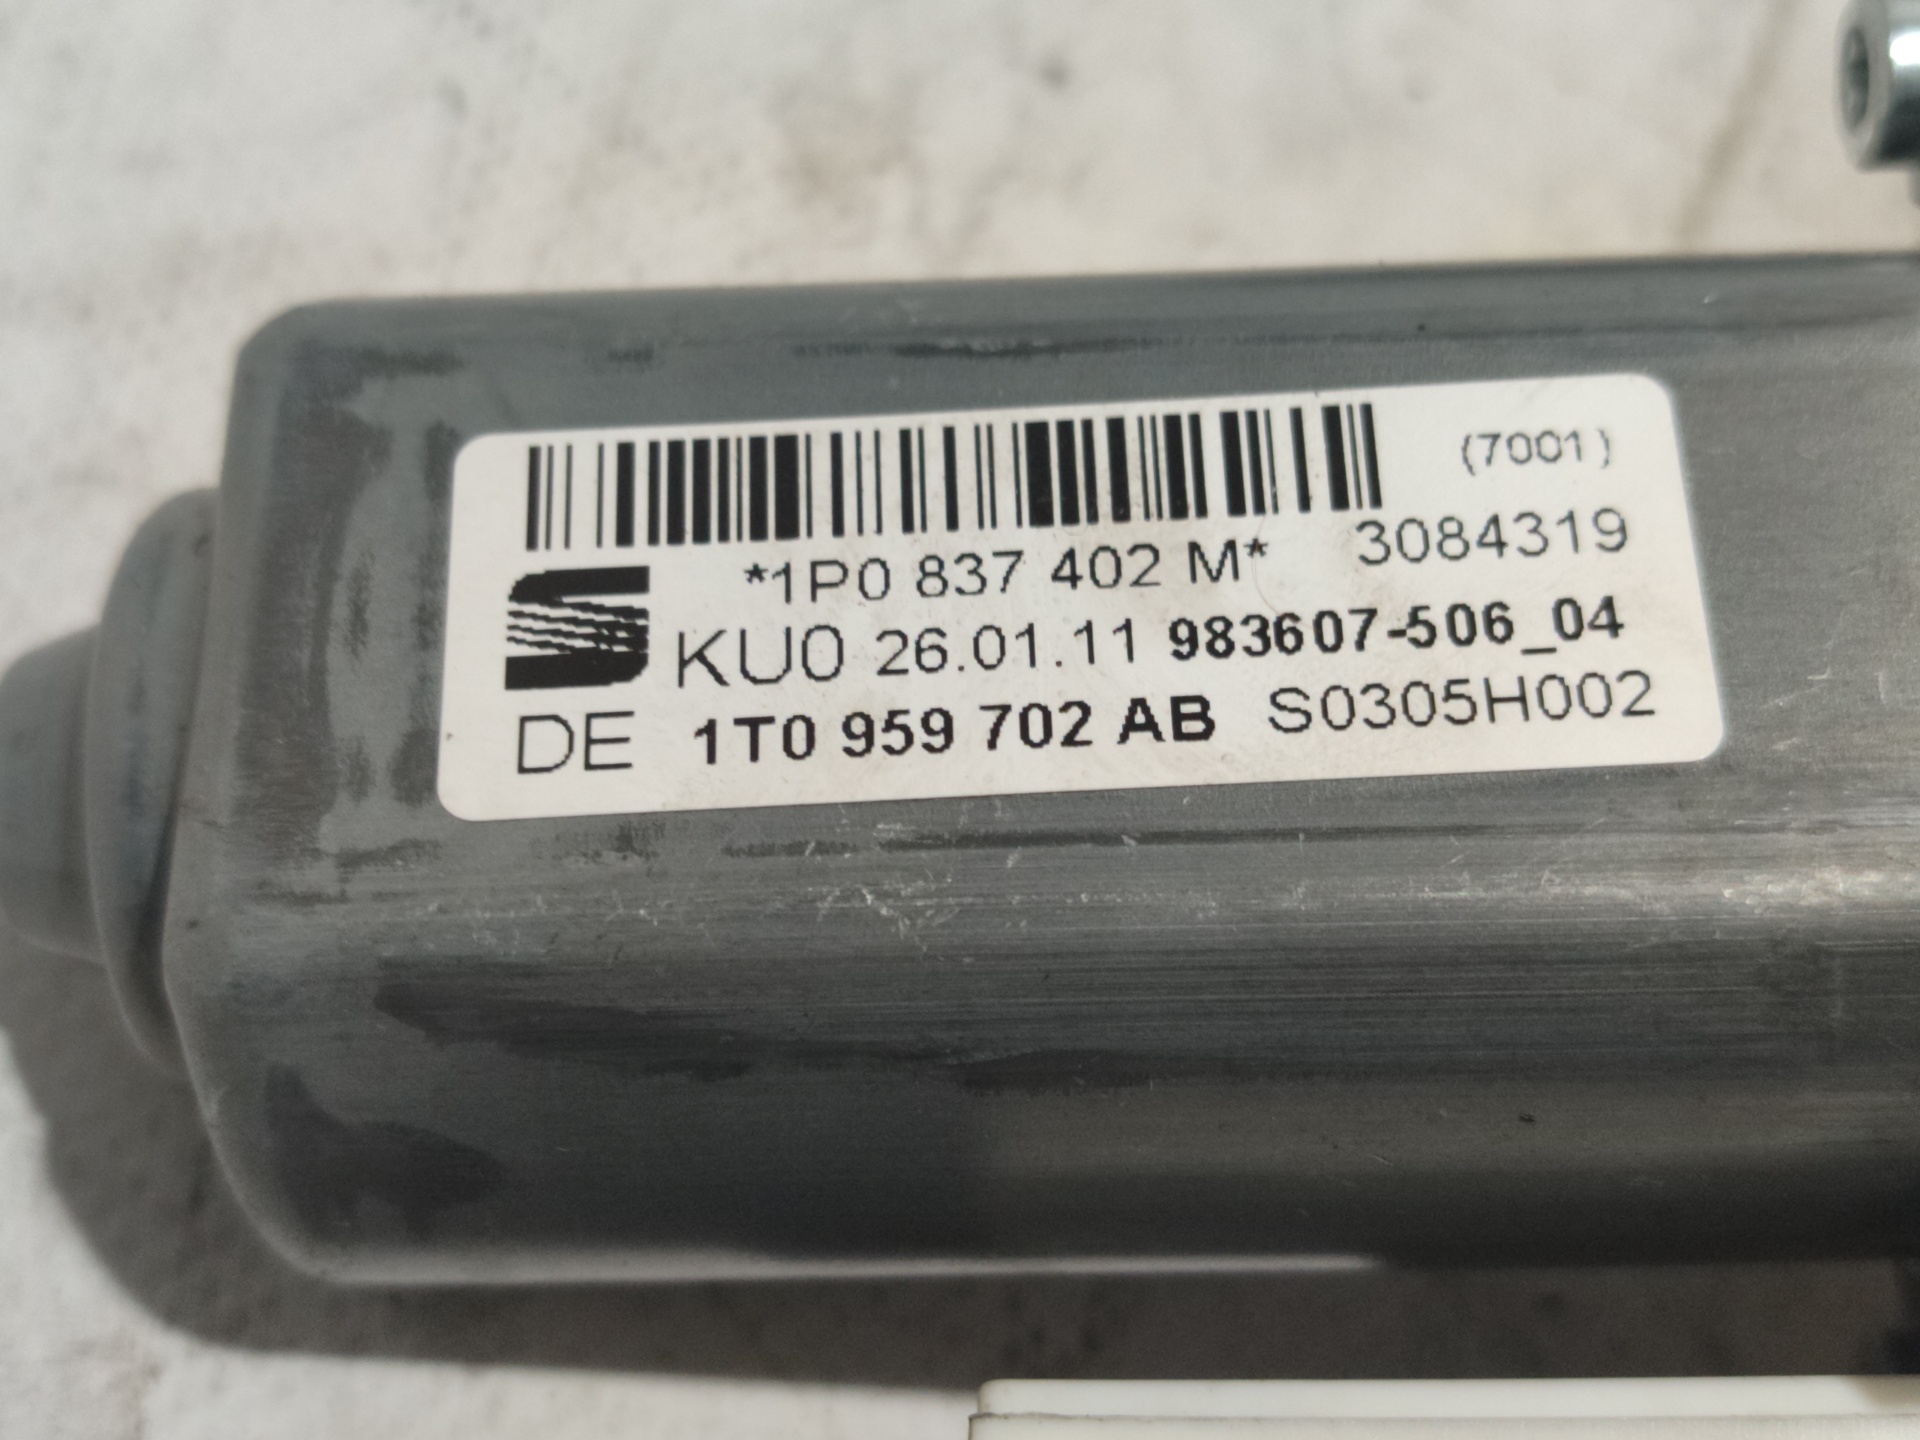 (7001)
*1P0 837 402 M* 3084319
KU0 26.01.11 983607-506_04
DE 1T0 959 702 AB S0305H002